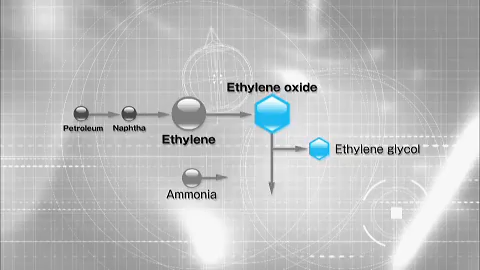 Ethylene oxide
Petroleum
Naphtha
Ethylene
Ethylene glycol
Ammonia